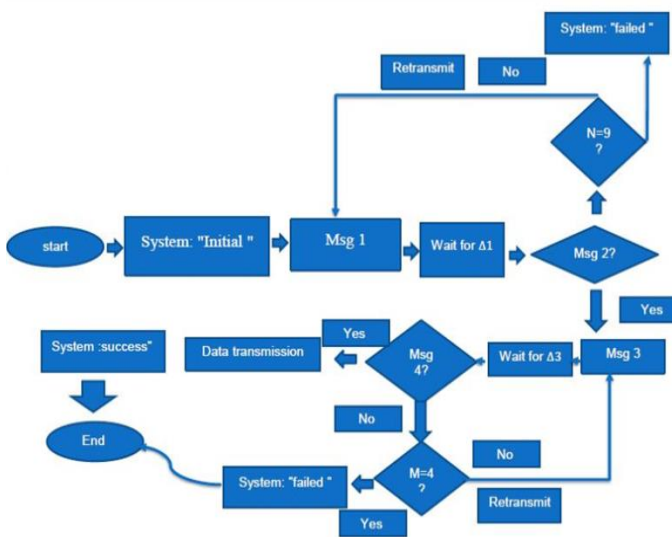 System: "failed "
Retransmit
No
N=9
?
start
System: "Initial "
Msg 1
Wait for Δ1
Msg 2?
Yes
System :success"
Data transmission
Yes
Msg
4?
Wait for Δ3
Msg 3
No
End
System: "failed "
M=4
?
No
Yes
Retransmit